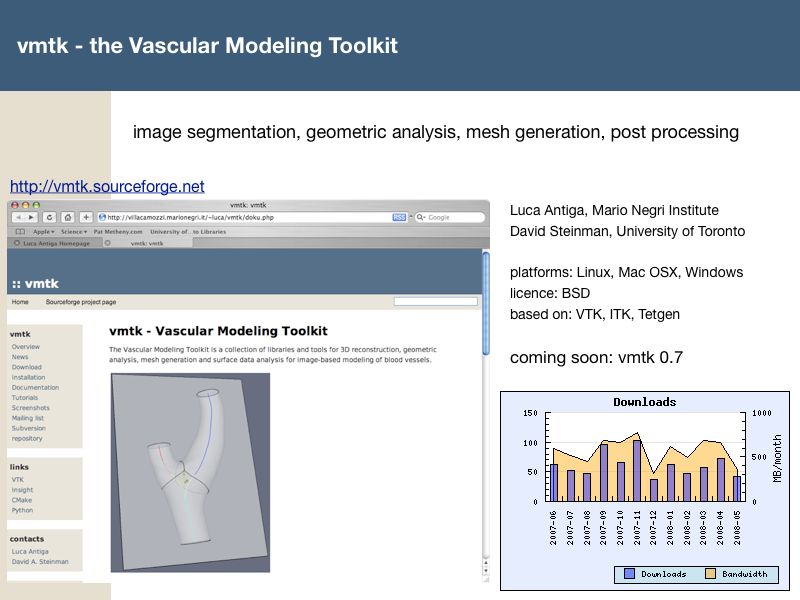 vmtk - the Vascular Modeling Toolkit
image segmentation, geometric analysis, mesh generation, post processing
http://vmtk.sourceforge.net
vmtk: vmtk
http://villacamozzi.marionegri.it/~luca/vmtk/doku.php
RSS
Google
Apple
Science
Pat Metheny.com
University of...to Libraries
Luca Antiga Homepage
vmtk: vmtk
:: vmtk
Home
Sourceforge project page
vmtk
Overview
News
Download
Installation
Documentation
Tutorials
Screenshots
Mailing list
Subversion
repository
links
VTK
Insight
CMake
Python
contacts
Luca Antiga
David A. Steinman
vmtk - Vascular Modeling Toolkit
The Vascular Modeling Toolkit is a collection of libraries and tools for 3D reconstruction, geometric
analysis, mesh generation and surface data analysis for image-based modeling of blood vessels.
Luca Antiga, Mario Negri Institute
David Steinman, University of Toronto
platforms: Linux, Mac OSX, Windows
licence: BSD
based on: VTK, ITK, Tetgen
coming soon: vmtk 0.7
Downloads
150
100
50
0
1000
500
0
MB/month
2007-06
2007-07
2007-08
2007-09
2007-10
2007-11
2007-12
2008-01
2008-02
2008-03
2008-04
2008-05
Downloads
Bandwidth